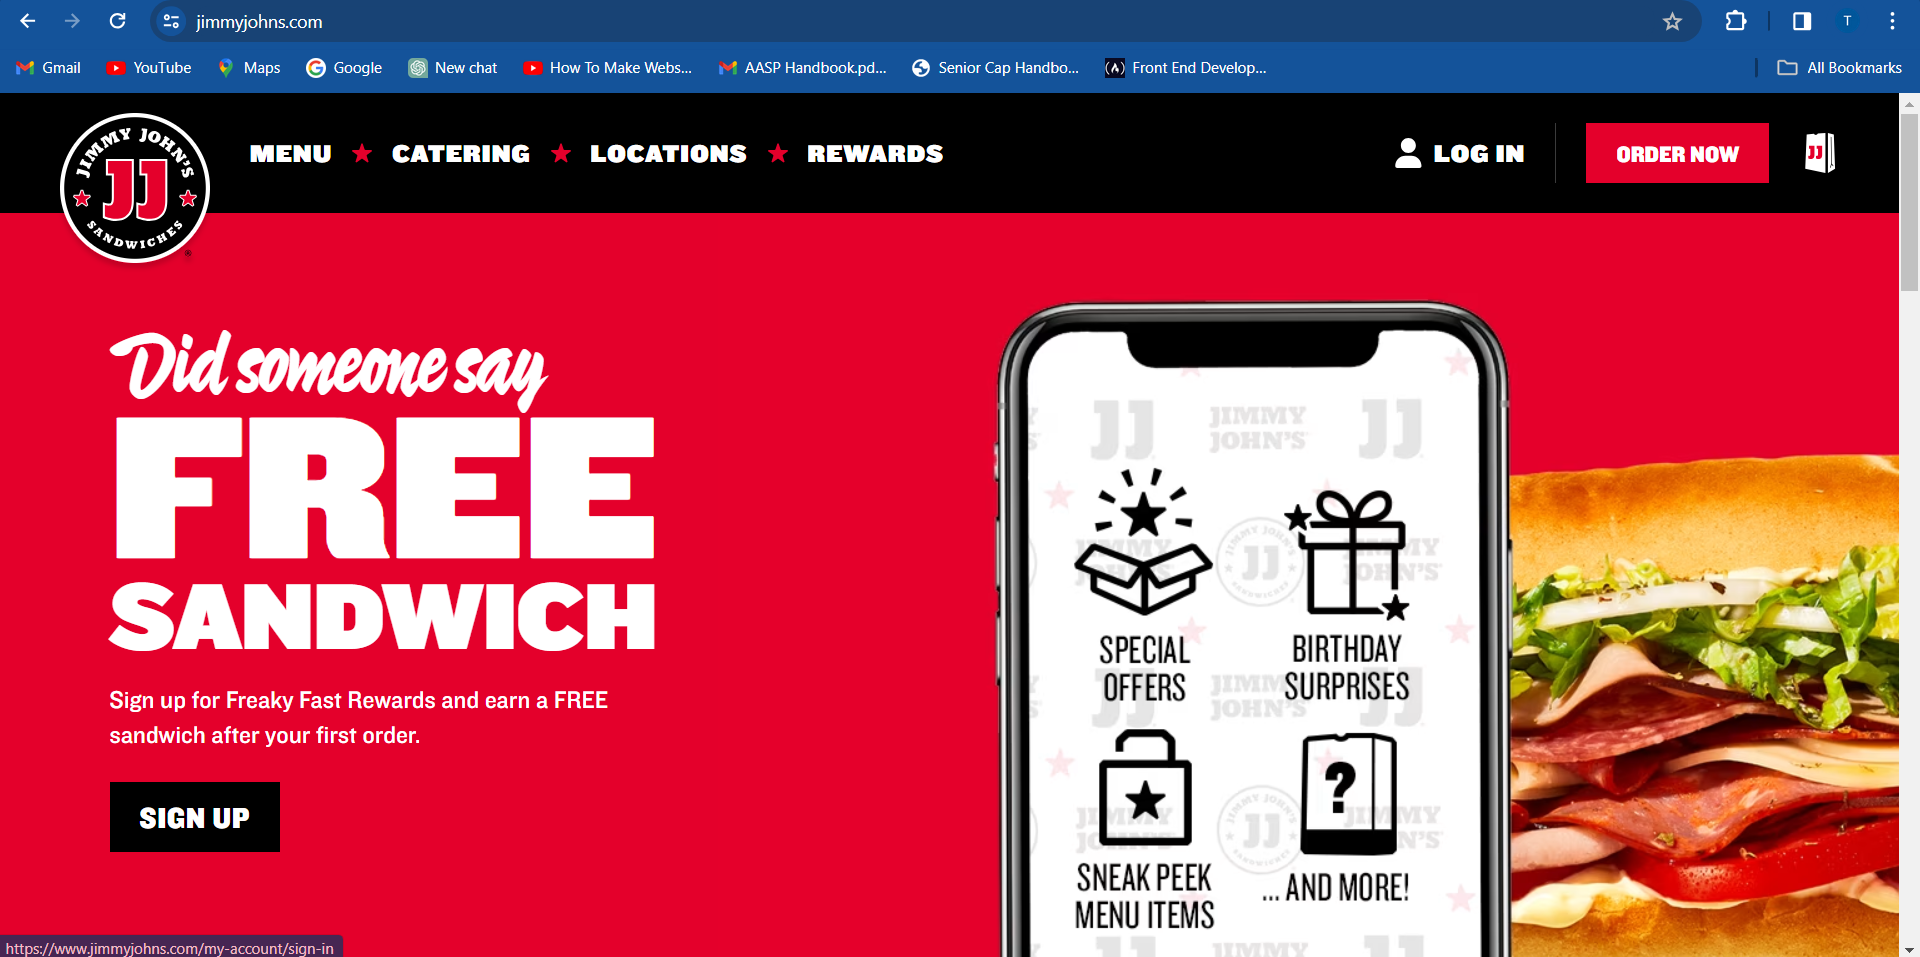 jimmyjohns.com
T
Gmail
YouTube
Maps
Google
New chat
How To Make Webs...
AASP Handbook.pd...
Senior Cap Handbo...
Front End Develop...
All Bookmarks
JIMMY JOHN'S
JJ
SANDWICHES
MENU
CATERING
LOCATIONS
REWARDS
LOG IN
ORDER NOW
JJ
Did someone say
FREE
SANDWICH
Sign up for Freaky Fast Rewards and earn a FREE
sandwich after your first order.
SIGN UP
JJ
JIMMY
JOHN'S
JJ
SPECIAL
OFFERS
BIRTHDAY
SURPRISES
SNEAK PEEK
MENU ITEMS
?
... AND MORE!
https://www.jimmyjohns.com/my-account/sign-in